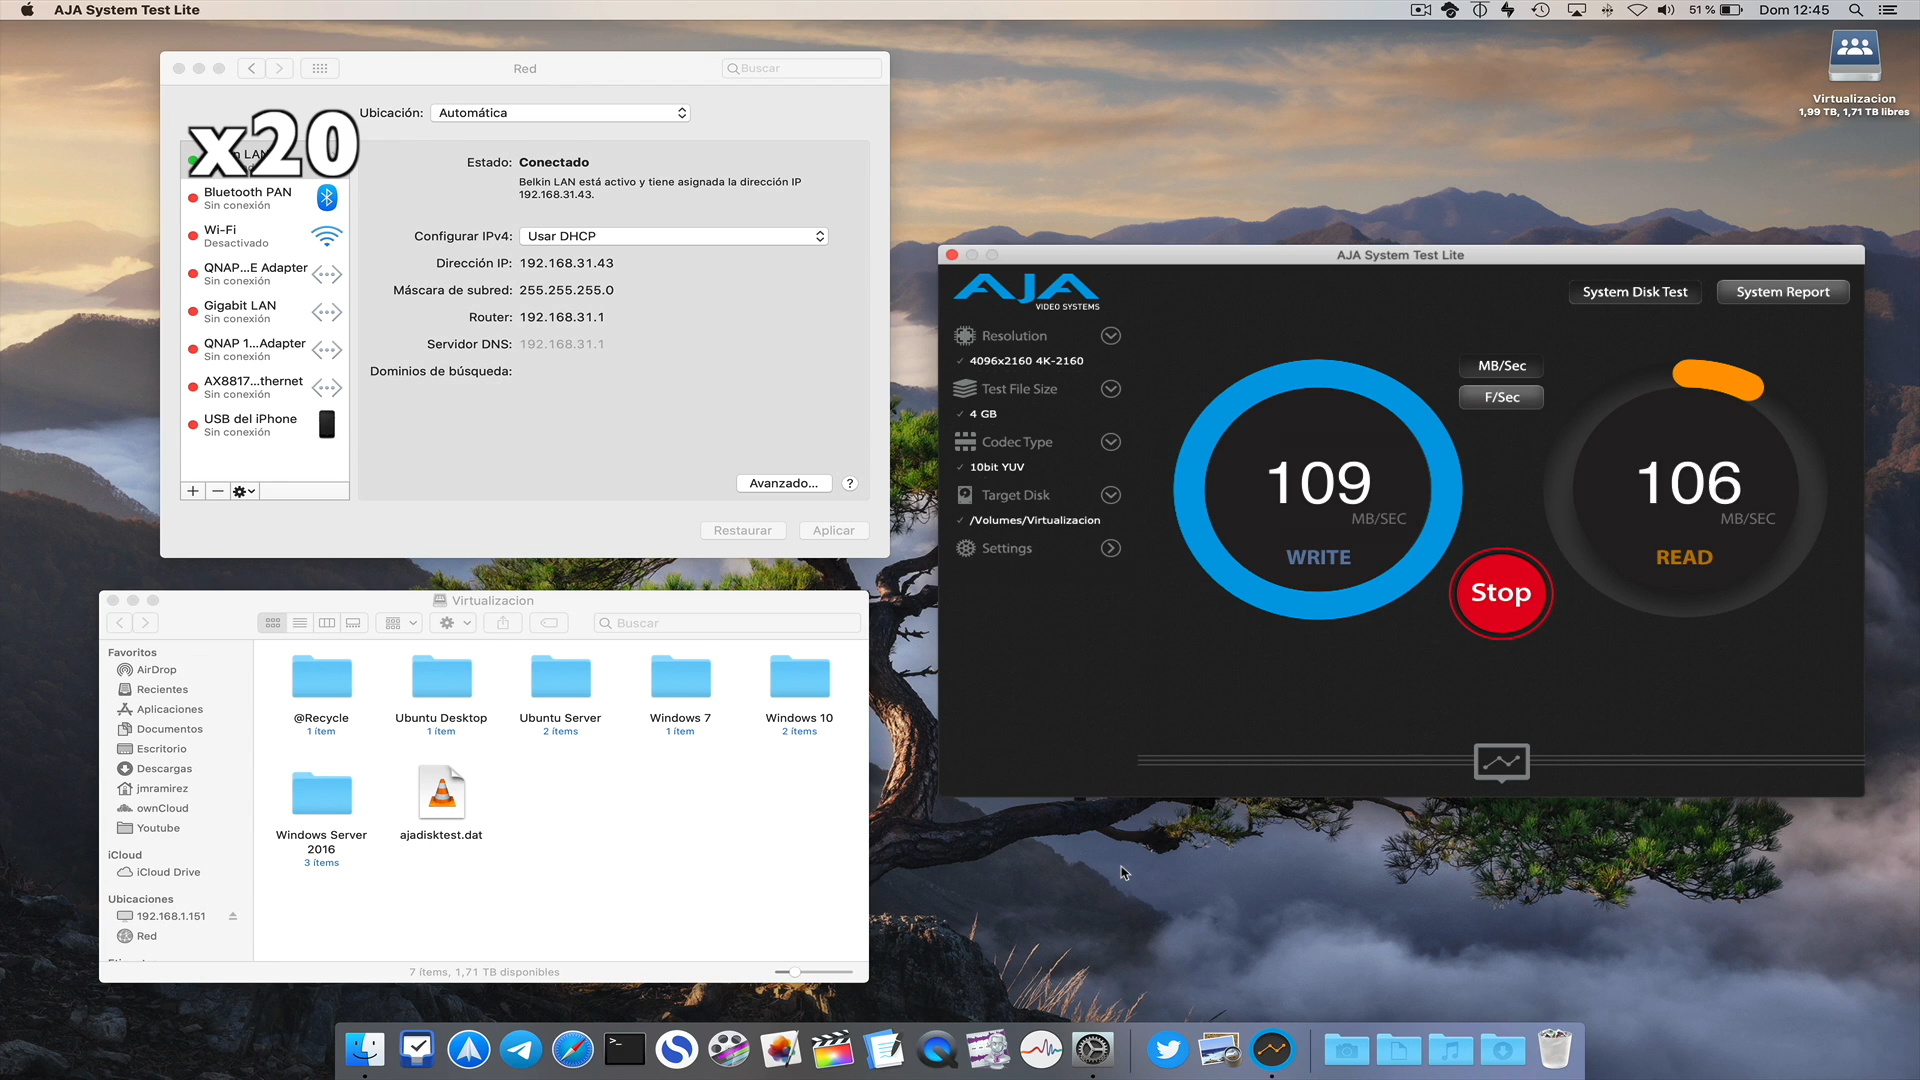 AJA System Test Lite
51 %
Dom 12:45
Virtualizacion
1,99 TB, 1,71 TB libres
Red
Buscar
Ubicación: Automática
x20
LAN
Bluetooth PAN
Sin conexión
Wi-Fi
Desactivado
QNAP...E Adapter
Sin conexión
Gigabit LAN
Sin conexión
QNAP 1...Adapter
Sin conexión
AX8817...thernet
Sin conexión
USB del iPhone
Sin conexión
Estado: Conectado
Belkin LAN está activo y tiene asignada la dirección IP
192.168.31.43.
Configurar IPv4: Usar DHCP
Dirección IP: 192.168.31.43
Máscara de subred: 255.255.255.0
Router: 192.168.31.1
Servidor DNS: 192.168.31.1
Dominios de búsqueda:
Avanzado... ?
Restaurar Aplicar
AJA System Test Lite
AJA
VIDEO SYSTEMS
System Disk Test System Report
Resolution
4096x2160 4K-2160
Test File Size
4 GB
Codec Type
10bit YUV
Target Disk
/Volumes/Virtualizacion
Settings
MB/Sec
F/Sec
109
MB/SEC
WRITE
106
MB/SEC
READ
Stop
Virtualizacion
Buscar
Favoritos
AirDrop
Recientes
Aplicaciones
Documentos
Escritorio
Descargas
jmramirez
ownCloud
Youtube
iCloud
iCloud Drive
Ubicaciones
192.168.1.151
Red
@Recycle
1 ítem
Ubuntu Desktop
1 ítem
Ubuntu Server
2 ítems
Windows 7
1 ítem
Windows 10
2 ítems
Windows Server
2016
3 ítems
ajadisktest.dat
7 ítems, 1,71 TB disponibles